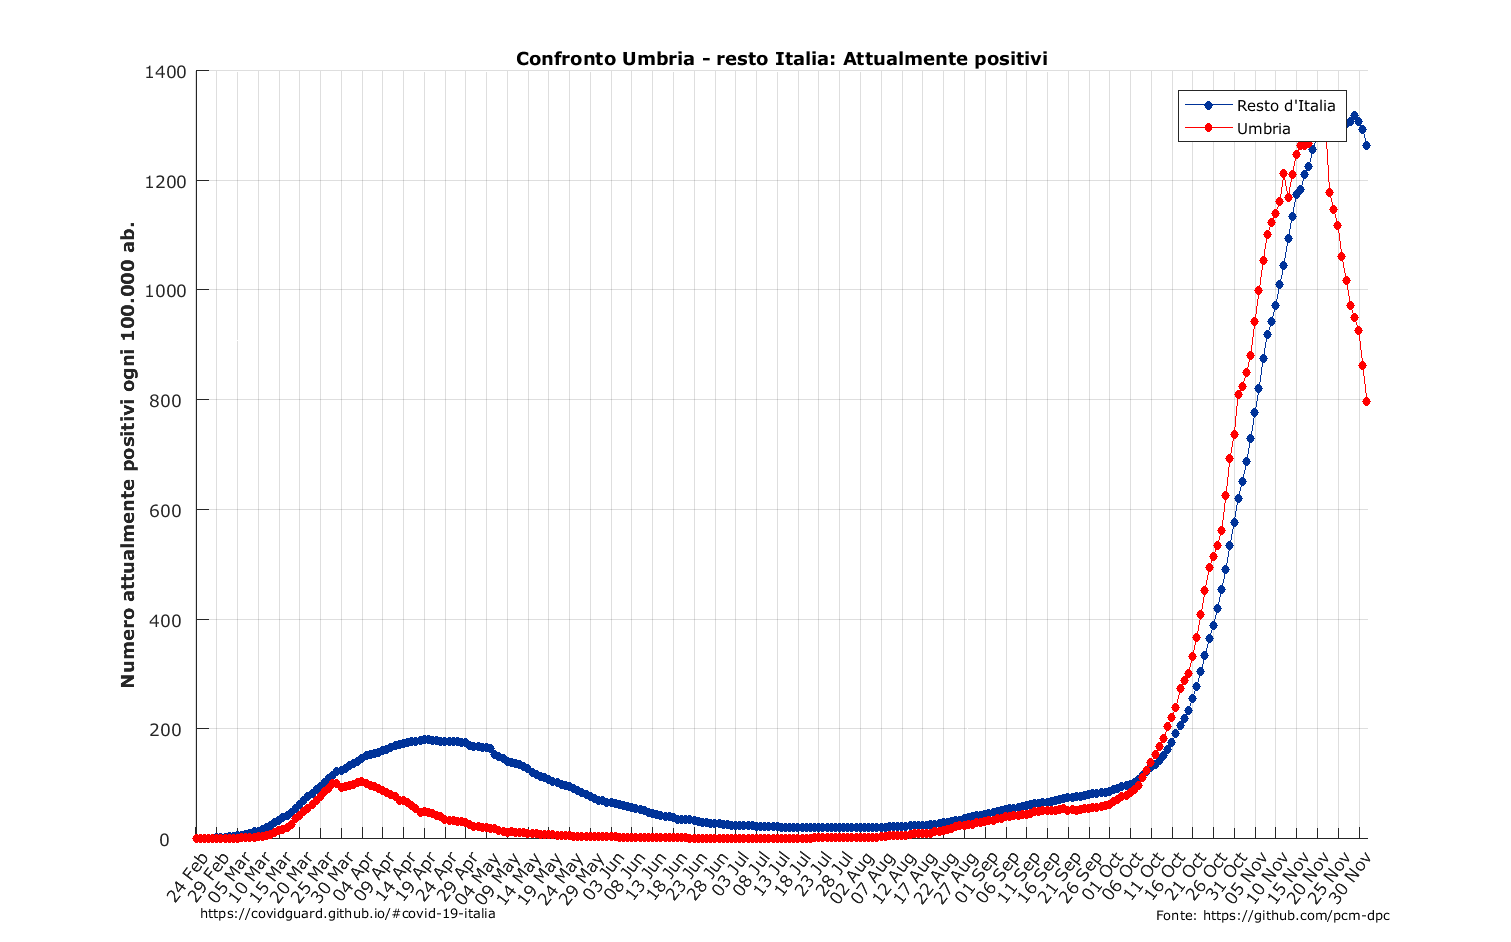 Confronto Umbria - resto Italia: Attualmente positivi
1400
1200
1000
800
600
400
200
0
Numero attualmente positivi ogni 100.000 ab.
Resto d'Italia
Umbria
24 Feb
29 Feb
05 Mar
10 Mar
15 Mar
20 Mar
25 Mar
30 Mar
04 Apr
09 Apr
14 Apr
19 Apr
24 Apr
29 Apr
04 May
09 May
14 May
19 May
24 May
29 May
03 Jun
08 Jun
13 Jun
18 Jun
23 Jun
28 Jun
03 Jul
08 Jul
13 Jul
18 Jul
23 Jul
28 Jul
02 Aug
07 Aug
12 Aug
17 Aug
22 Aug
27 Aug
01 Sep
06 Sep
11 Sep
16 Sep
21 Sep
26 Sep
01 Oct
06 Oct
11 Oct
16 Oct
21 Oct
26 Oct
31 Oct
05 Nov
10 Nov
15 Nov
20 Nov
25 Nov
30 Nov
https://covidguard.github.io/#covid-19-italia
Fonte: https://github.com/pcm-dpc